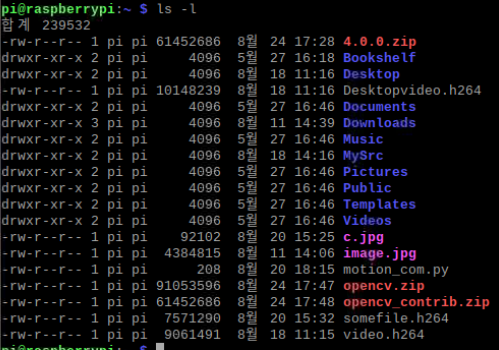 pi@raspberrypi:~ $ ls -l
합계 239532
-rw-r--r-- 1 pi pi 61452686  8월 24 17:28 4.0.0.zip
drwxr-xr-x 2 pi pi     4096  5월 27 16:18 Bookshelf
drwxr-xr-x 2 pi pi     4096  8월 18 11:16 Desktop
-rw-r--r-- 1 pi pi 10148239  8월 18 11:16 Desktopvideo.h264
drwxr-xr-x 2 pi pi     4096  5월 27 16:46 Documents
drwxr-xr-x 3 pi pi     4096  8월 11 14:39 Downloads
drwxr-xr-x 2 pi pi     4096  5월 27 16:46 Music
drwxr-xr-x 2 pi pi     4096  8월 18 14:16 MySrc
drwxr-xr-x 2 pi pi     4096  5월 27 16:46 Pictures
drwxr-xr-x 2 pi pi     4096  5월 27 16:46 Public
drwxr-xr-x 2 pi pi     4096  5월 27 16:46 Templates
drwxr-xr-x 2 pi pi     4096  5월 27 16:46 Videos
-rw-r--r-- 1 pi pi    92102  8월 20 15:25 c.jpg
-rw-r--r-- 1 pi pi  4384815  8월 11 14:06 image.jpg
-rw-r--r-- 1 pi pi      208  8월 20 18:15 motion_com.py
-rw-r--r-- 1 pi pi 91053596  8월 24 17:47 opencv.zip
-rw-r--r-- 1 pi pi 61452686  8월 24 17:48 opencv_contrib.zip
-rw-r--r-- 1 pi pi  7571290  8월 20 15:32 somefile.h264
-rw-r--r-- 1 pi pi  9061491  8월 18 11:15 video.h264
pi@raspberrypi:~ $